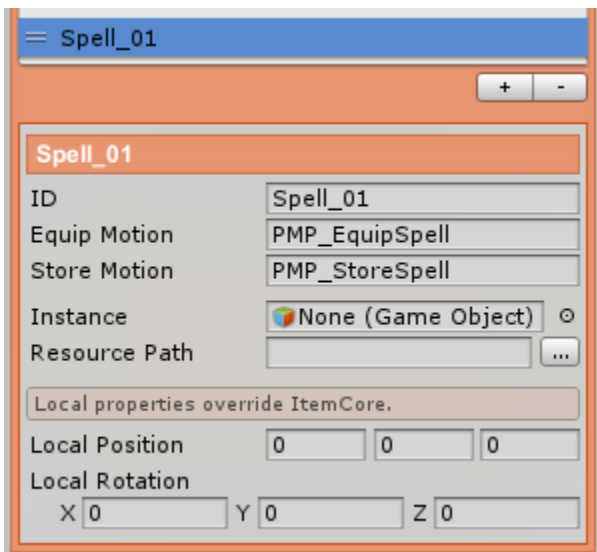 Spell_01
+ -
Spell_01
ID Spell_01
Equip Motion PMP_EquipSpell
Store Motion PMP_StoreSpell
Instance None (Game Object)
Resource Path ...
Local properties override ItemCore.
Local Position 0 0 0
Local Rotation
X 0 Y 0 Z 0